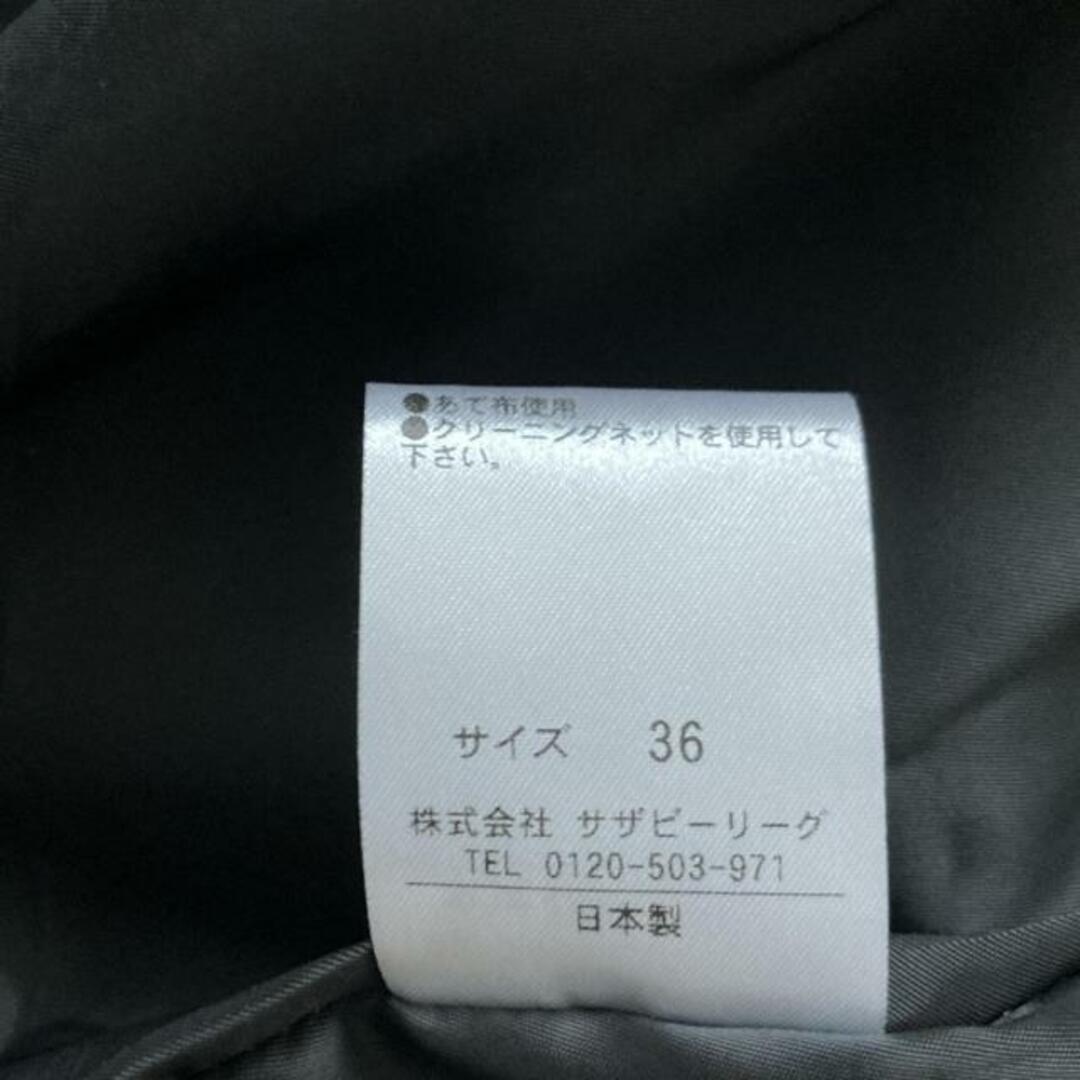 ●あて布使用
●クリーニングネットを使用して
下さい。
サイズ 36
株式会社 サザビーリーグ
TEL 0120-503-971
日本製